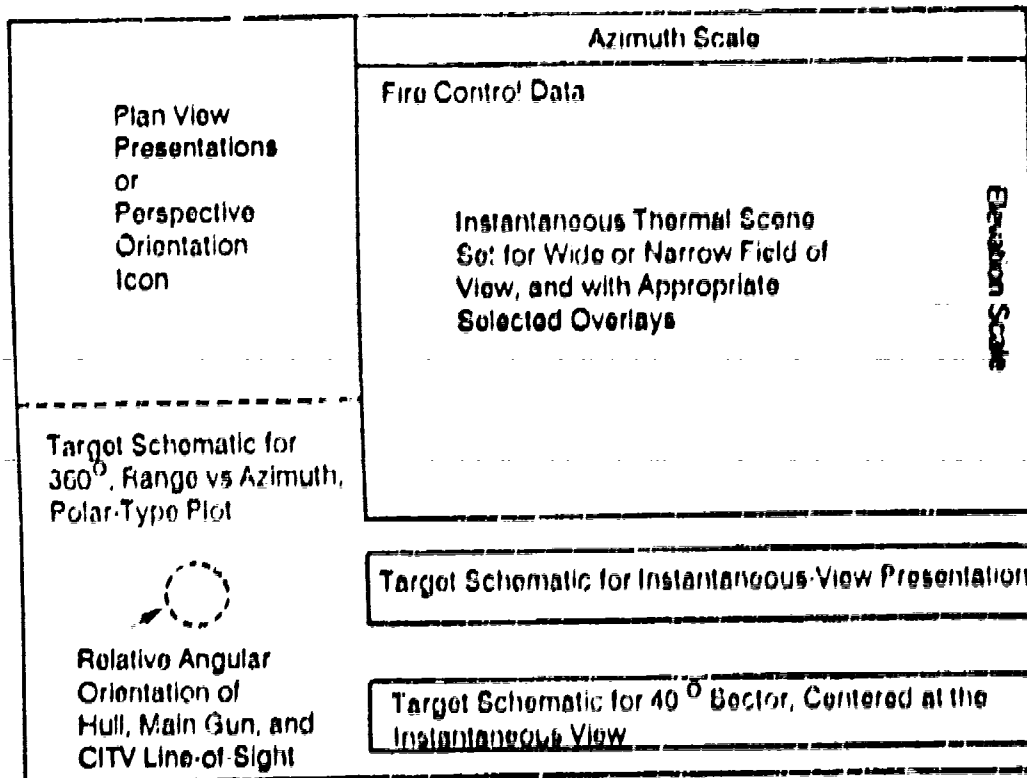 Azimuth Scale
Plan View
Presentations
or
Perspective
Orientation
Icon
Fire Control Data
Instantaneous Thermal Scene
Set for Wide or Narrow Field of
View, and with Appropriate
Selected Overlays
Elevation Scale
Target Schematic for
360°, Range vs Azimuth,
Polar-Type Plot
Relative Angular
Orientation of
Hull, Main Gun, and
CITV Line-of-Sight
Target Schematic for Instantaneous-View Presentation
Target Schematic for 40° Sector, Centered at the
Instantaneous View